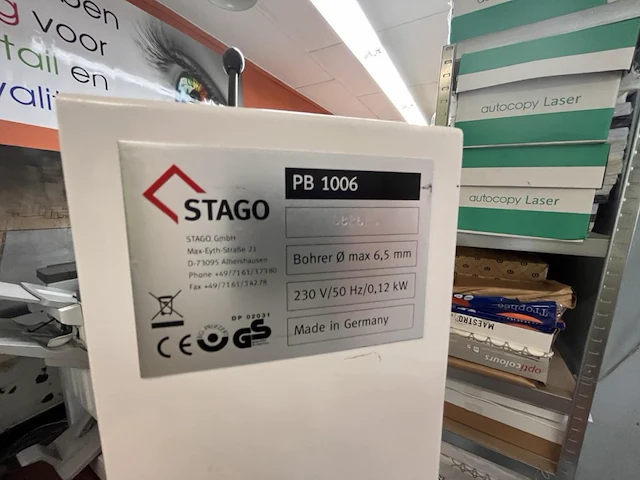 ben
g voor
tail en
valit
STAGO
STAGO GmbH
Max-Eyth-Straße 22
D-73095 Albershausen
Phone +49/7161/37380
Fax +49/7161/34278
DP 02031
CE
GS
PB 1006
Bohrer Ø max 6,5 mm
230 V/50 Hz/0,12 kW
Made in Germany
autocopy Laser
autocopy Laser
Trophée
MAESTRO
opticolours